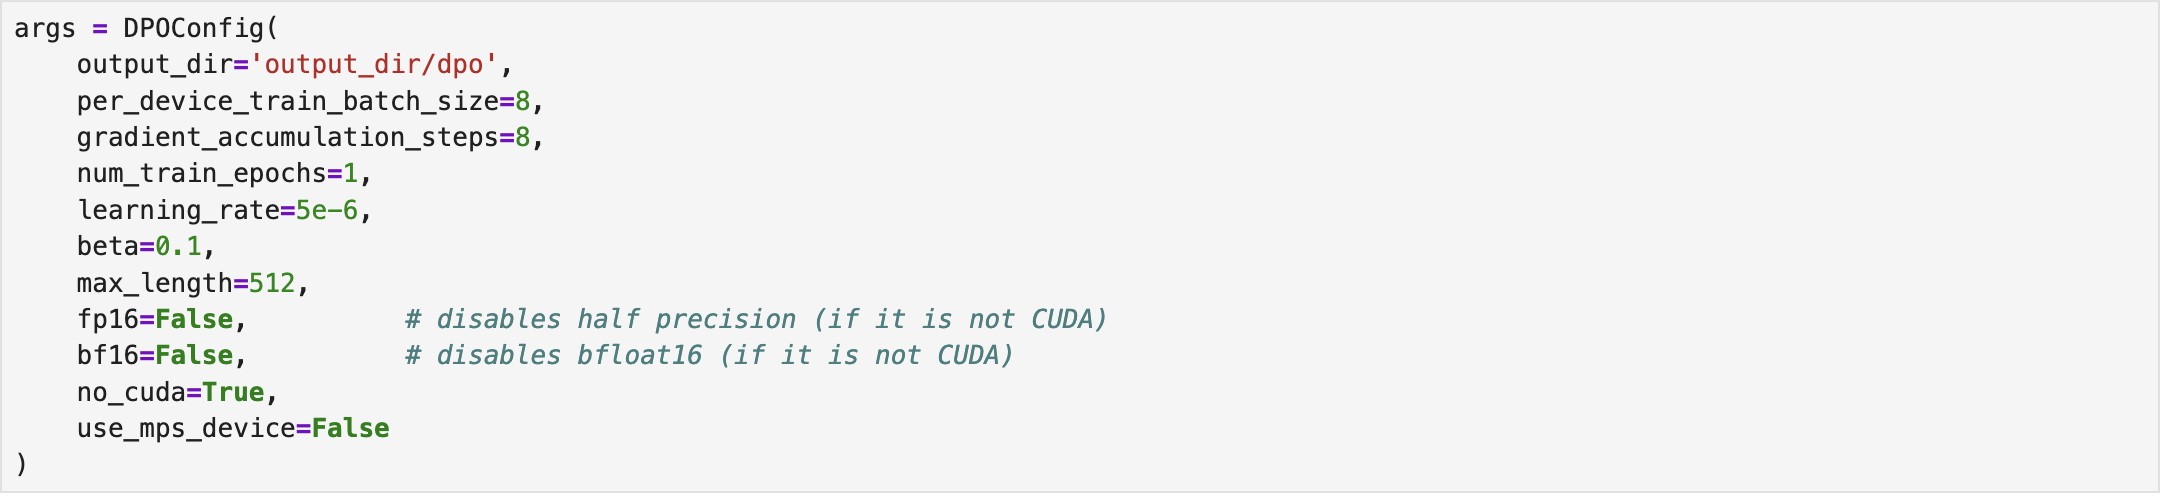 args = DPOConfig(
    output_dir='output_dir/dpo',
    per_device_train_batch_size=8,
    gradient_accumulation_steps=8,
    num_train_epochs=1,
    learning_rate=5e-6,
    beta=0.1,
    max_length=512,
    fp16=False,          # disables half precision (if it is not CUDA)
    bf16=False,          # disables bfloat16 (if it is not CUDA)
    no_cuda=True,
    use_mps_device=False
)